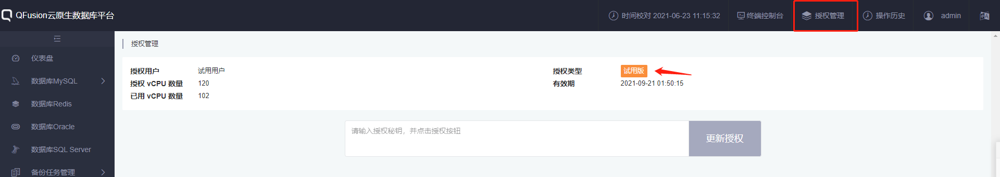 QFusion云原生数据库平台
时间校对 2021-06-23 11:15:32
终端控制台
授权管理
操作历史
admin
仪表盘
数据库MySQL
数据库Redis
数据库Oracle
数据库SQL Server
备份任务管理
授权管理
授权用户 试用用户
授权 vCPU 数量 120
已用 vCPU 数量 102
授权类型 试用版
有效期 2021-09-21 01:50:15
请输入授权秘钥，并点击授权按钮
更新授权